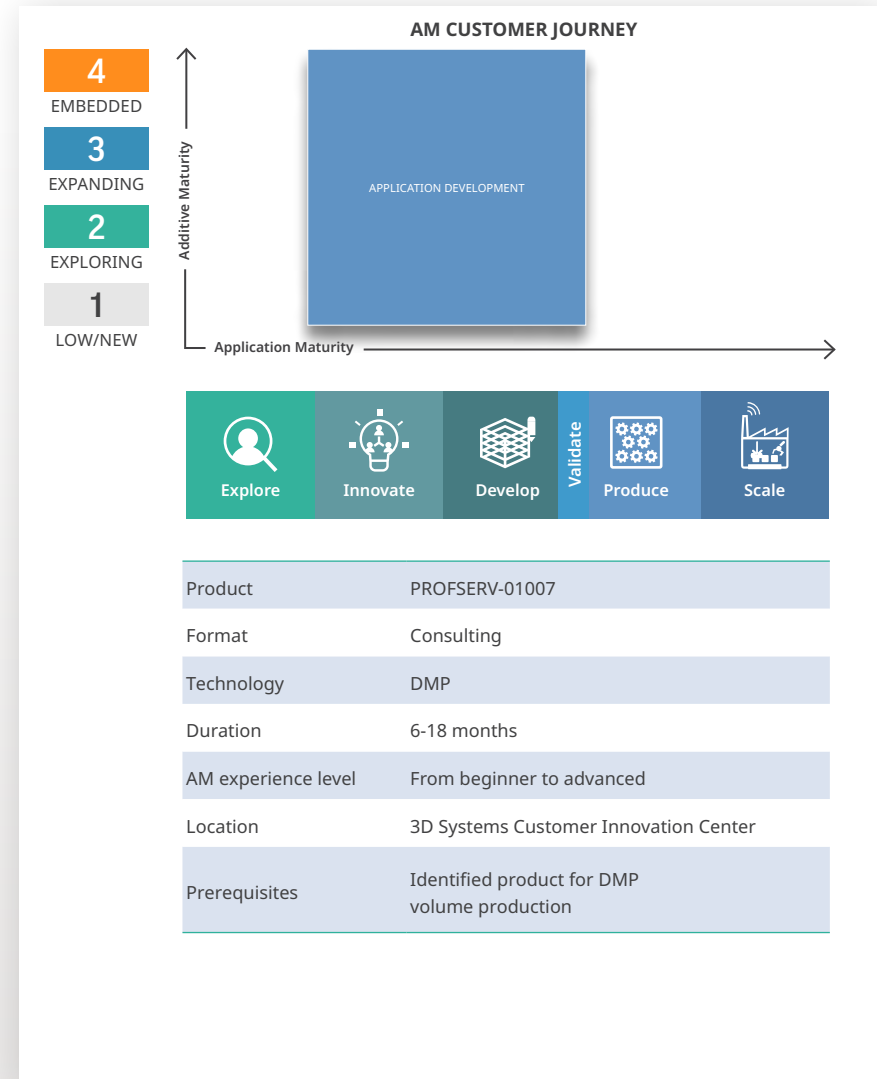 AM CUSTOMER JOURNEY
4
EMBEDDED
3
EXPANDING
2
EXPLORING
1
LOW/NEW
Additive Maturity
APPLICATION DEVELOPMENT
Application Maturity
Explore
Innovate
Develop
Validate
Produce
Scale
Product PROFSERV-01007
Format Consulting
Technology DMP
Duration 6-18 months
AM experience level From beginner to advanced
Location 3D Systems Customer Innovation Center
Prerequisites Identified product for DMP
volume production